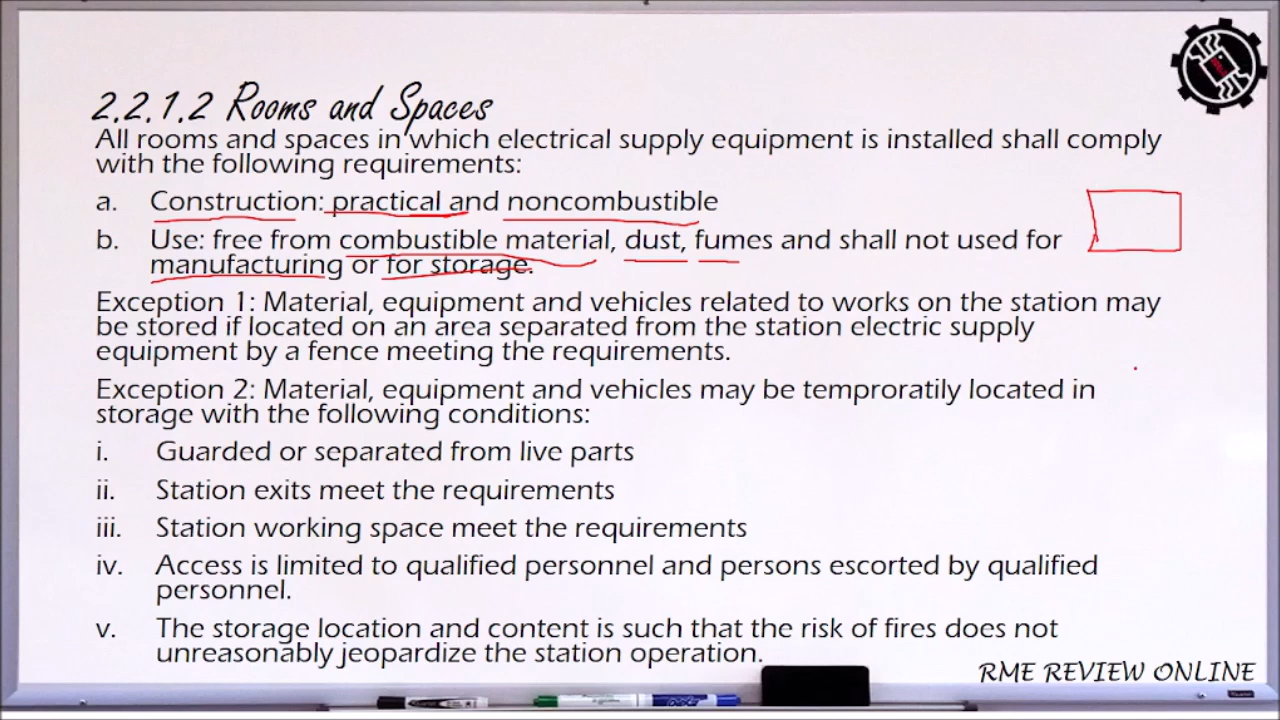 2.2.1.2 Rooms and Spaces
All rooms and spaces in which electrical supply equipment is installed shall comply
with the following requirements:
a. Construction: practical and noncombustible
b. Use: free from combustible material, dust, fumes and shall not used for
manufacturing or for storage.
Exception 1: Material, equipment and vehicles related to works on the station may
be stored if located on an area separated from the station electric supply
equipment by a fence meeting the requirements.
Exception 2: Material, equipment and vehicles may be temproratily located in
storage with the following conditions:
i. Guarded or separated from live parts
ii. Station exits meet the requirements
iii. Station working space meet the requirements
iv. Access is limited to qualified personnel and persons escorted by qualified
personnel.
v. The storage location and content is such that the risk of fires does not
unreasonably jeopardize the station operation.
RME REVIEW ONLINE